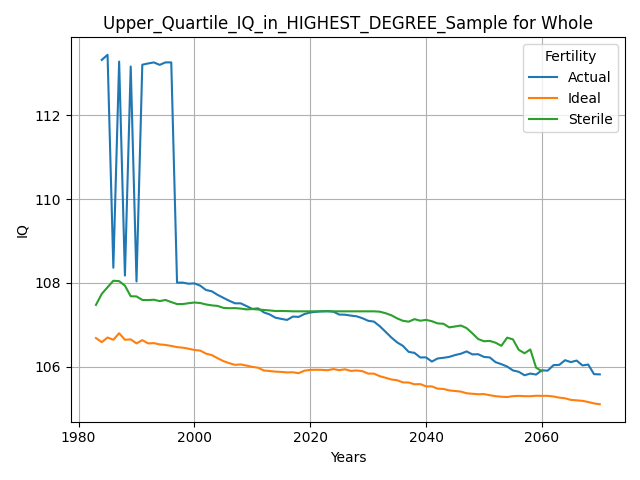 Upper_Quartile_IQ_in_HIGHEST_DEGREE_Sample for Whole
Fertility
Actual
Ideal
Sterile
112
110
108
106
IQ
1980
2000
2020
2040
2060
Years